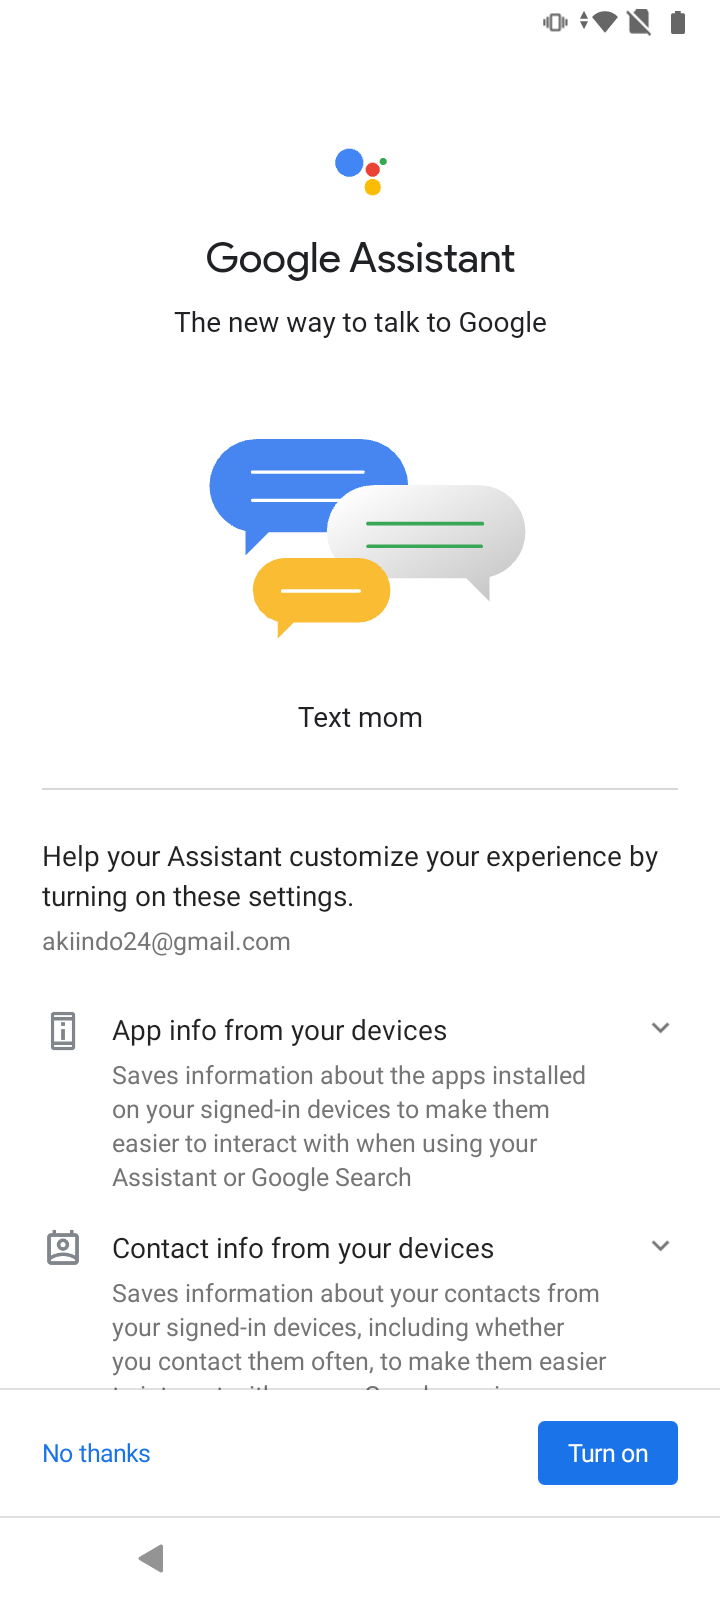 Google Assistant
The new way to talk to Google
Text mom
Help your Assistant customize your experience by
turning on these settings.
akiindo24@gmail.com
App info from your devices
Saves information about the apps installed
on your signed-in devices to make them
easier to interact with when using your
Assistant or Google Search
Contact info from your devices
Saves information about your contacts from
your signed-in devices, including whether
you contact them often, to make them easier
No thanks
Turn on